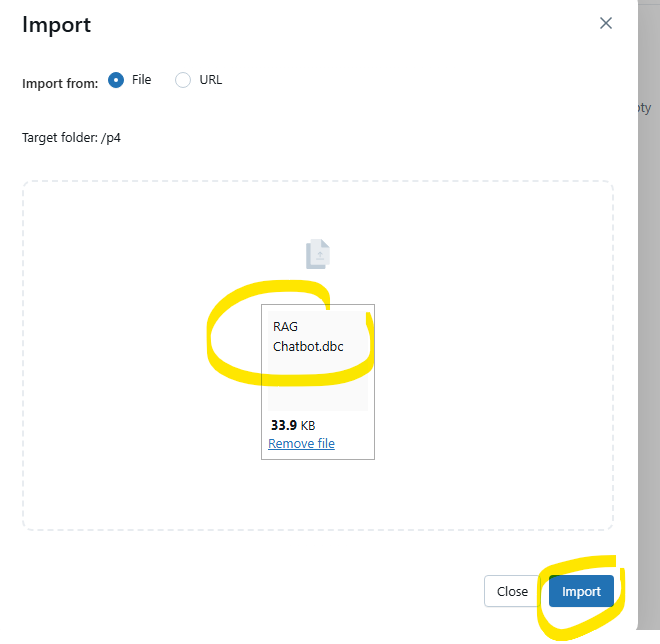 Import
Import from: File URL
Target folder: /p4
RAG
Chatbot.dbc
33.9 KB
Remove file
Close Import